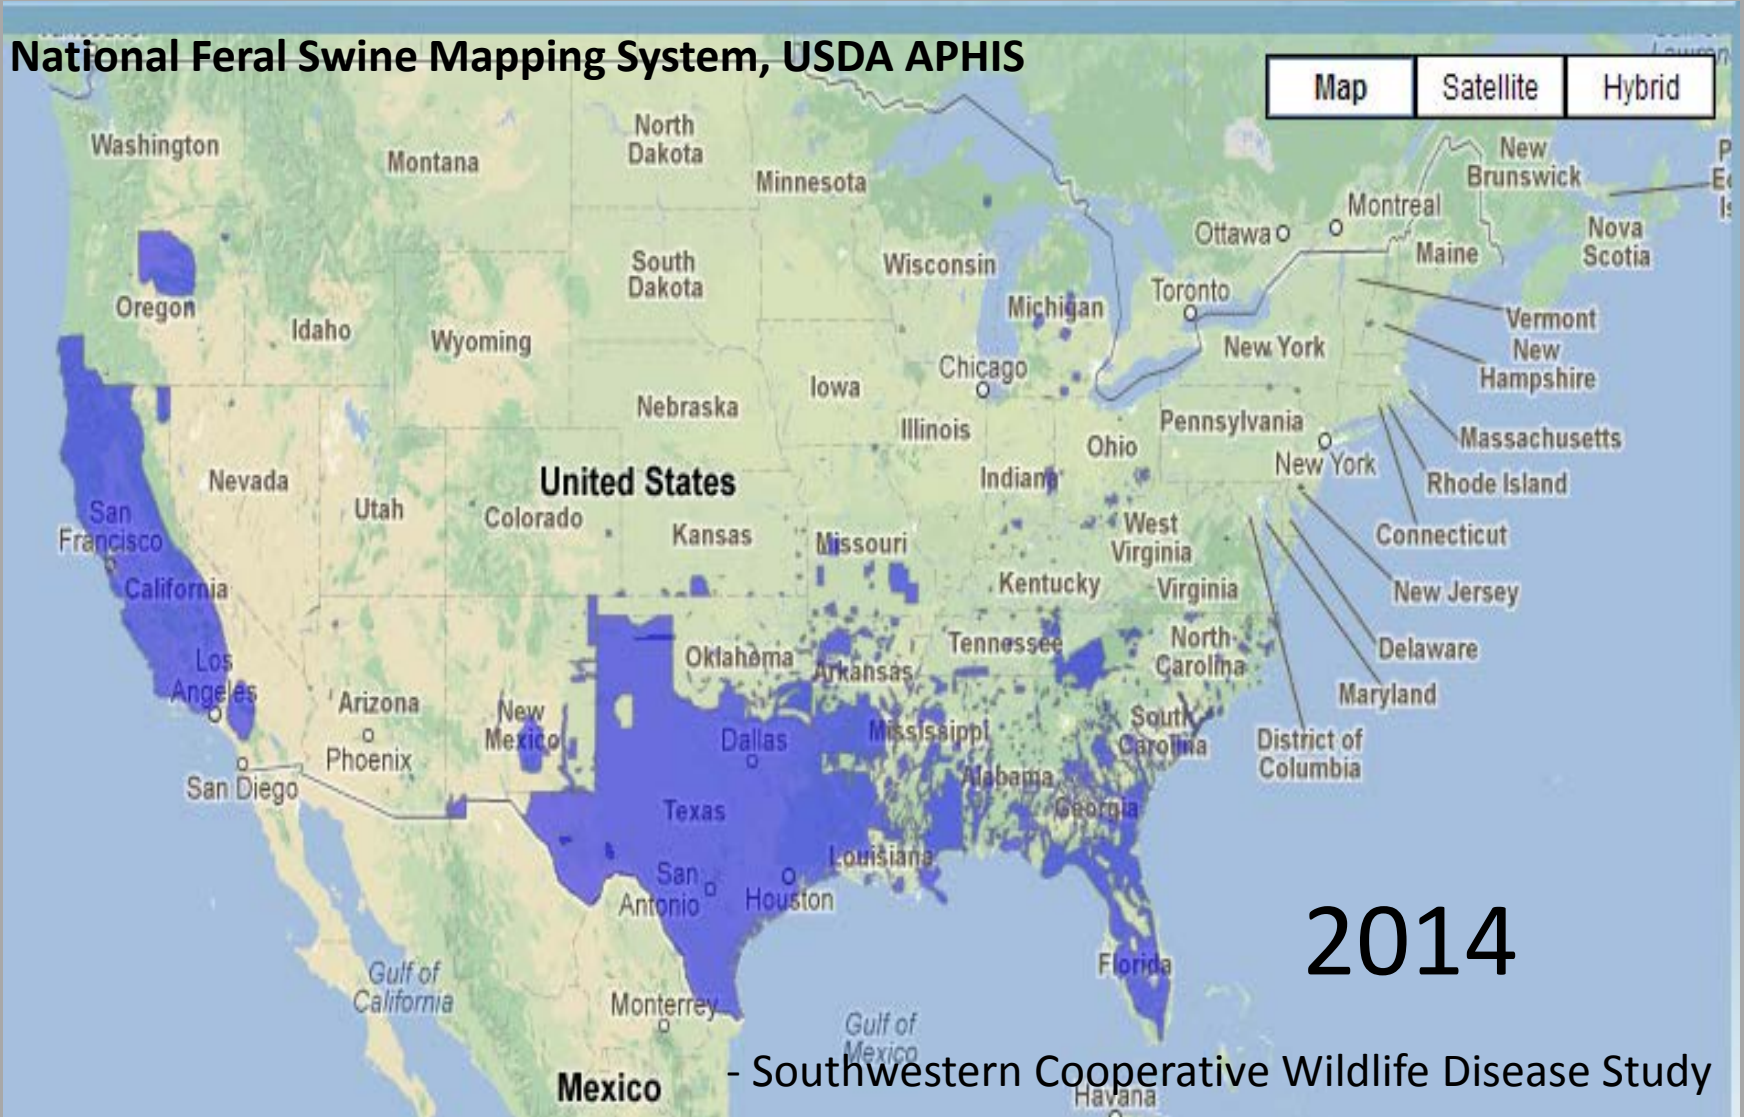 National Feral Swine Mapping System, USDA APHIS
Map
Satellite
Hybrid
Washington
Montana
North
Dakota
Minnesota
New
Brunswick
Montreal
Ottawa
Nova
Scotia
Maine
Wisconsin
South
Dakota
Michigan
Toronto
Oregon
Idaho
Wyoming
Vermont
New
Hampshire
New York
Chicago
Iowa
Nebraska
Illinois
Pennsylvania
Ohio
Massachusetts
New York
Rhode Island
Indiana
United States
Nevada
Utah
Colorado
Kansas
Missouri
West
Virginia
Connecticut
San
Francisco
California
Kentucky
Virginia
New Jersey
Delaware
Maryland
Tennessee
North
Carolina
Oklahoma
Arkansas
Los
Angeles
Arizona
Phoenix
New
Mexico
Dallas
Mississippi
South
Carolina
District of
Columbia
San Diego
Alabama
Georgia
Texas
Louisiana
San
Antonio
Houston
2014
Florida
Gulf of
California
Monterrey
Gulf of
Mexico
- Southwestern Cooperative Wildlife Disease Study
Mexico
Havana